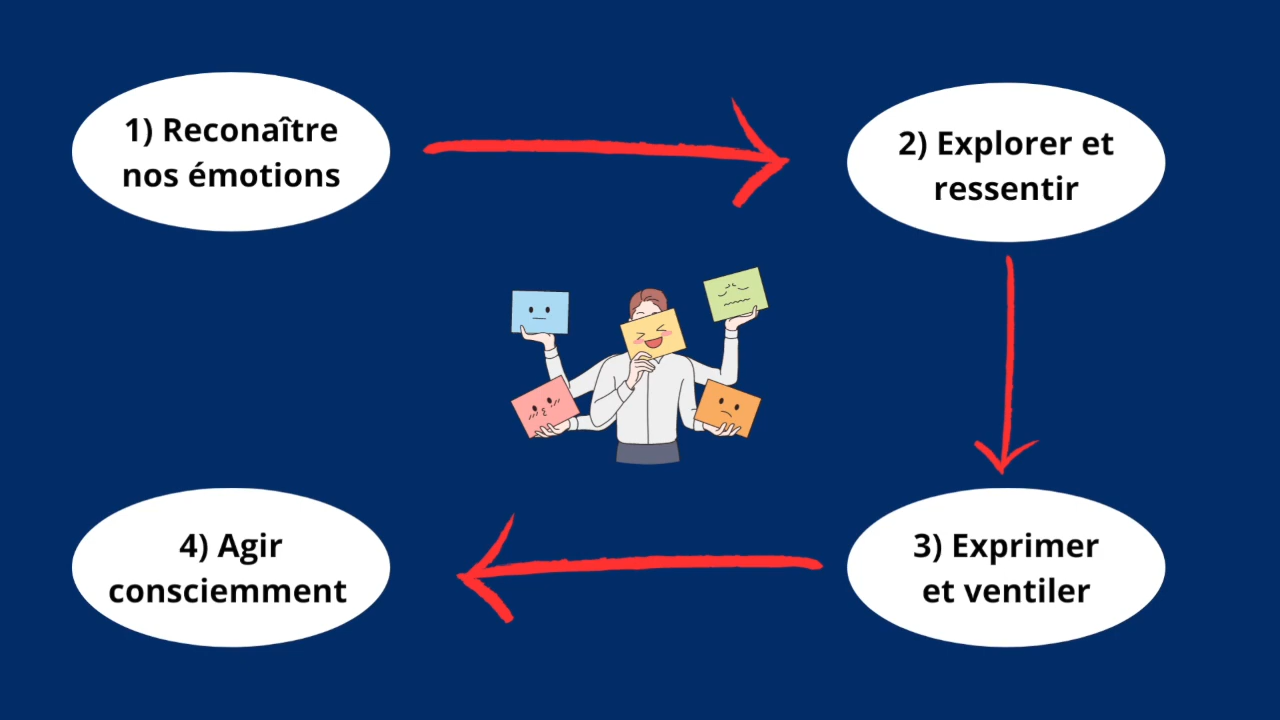 1) Reconaître
nos émotions
2) Explorer et
ressentir
3) Exprimer
et ventiler
4) Agir
consciemment